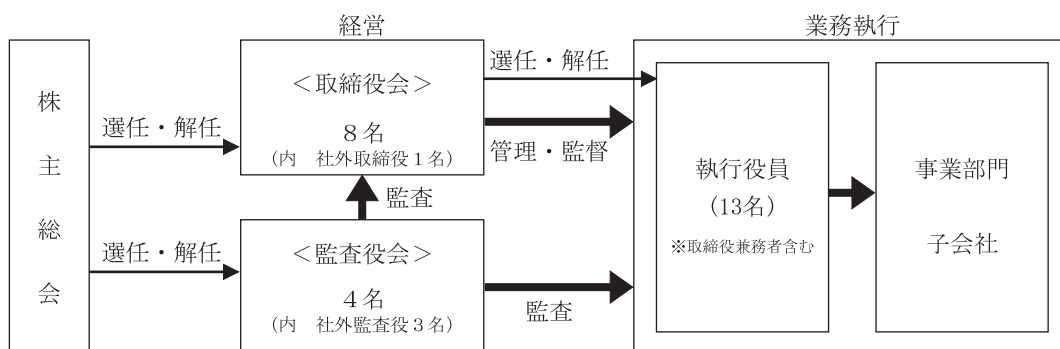 経営
業務執行
株主総会
選任・解任
選任・解任
＜取締役会＞
８名
（内　社外取締役１名）
監査
＜監査役会＞
４名
（内　社外監査役３名）
選任・解任
管理・監督
監査
執行役員
（13名）
※取締役兼務者含む
事業部門
子会社